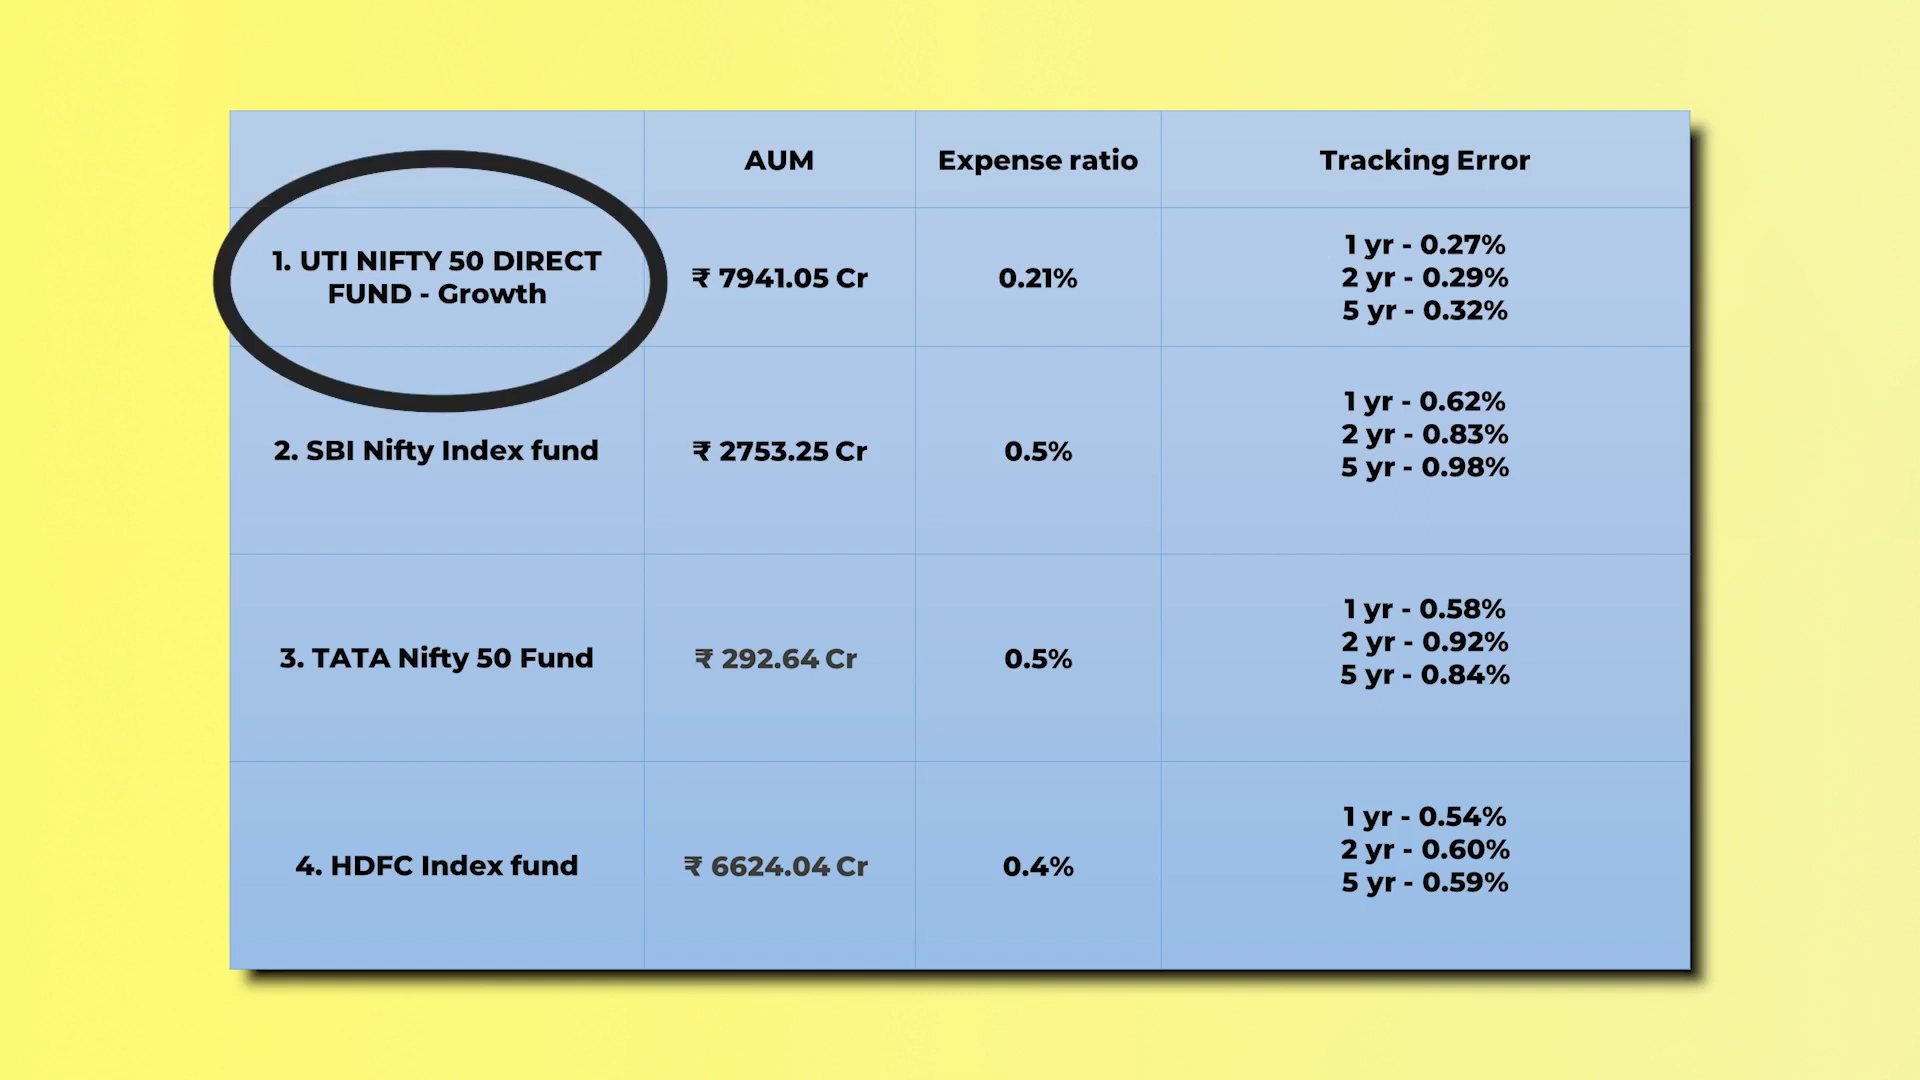 AUM
Expense ratio
Tracking Error
1. UTI NIFTY 50 DIRECT
FUND - Growth
₹ 7941.05 Cr
0.21%
1 yr - 0.27%
2 yr - 0.29%
5 yr - 0.32%
2. SBI Nifty Index fund
₹ 2753.25 Cr
0.5%
1 yr - 0.62%
2 yr - 0.83%
5 yr - 0.98%
3. TATA Nifty 50 Fund
₹ 292.64 Cr
0.5%
1 yr - 0.58%
2 yr - 0.92%
5 yr - 0.84%
4. HDFC Index fund
₹ 6624.04 Cr
0.4%
1 yr - 0.54%
2 yr - 0.60%
5 yr - 0.59%